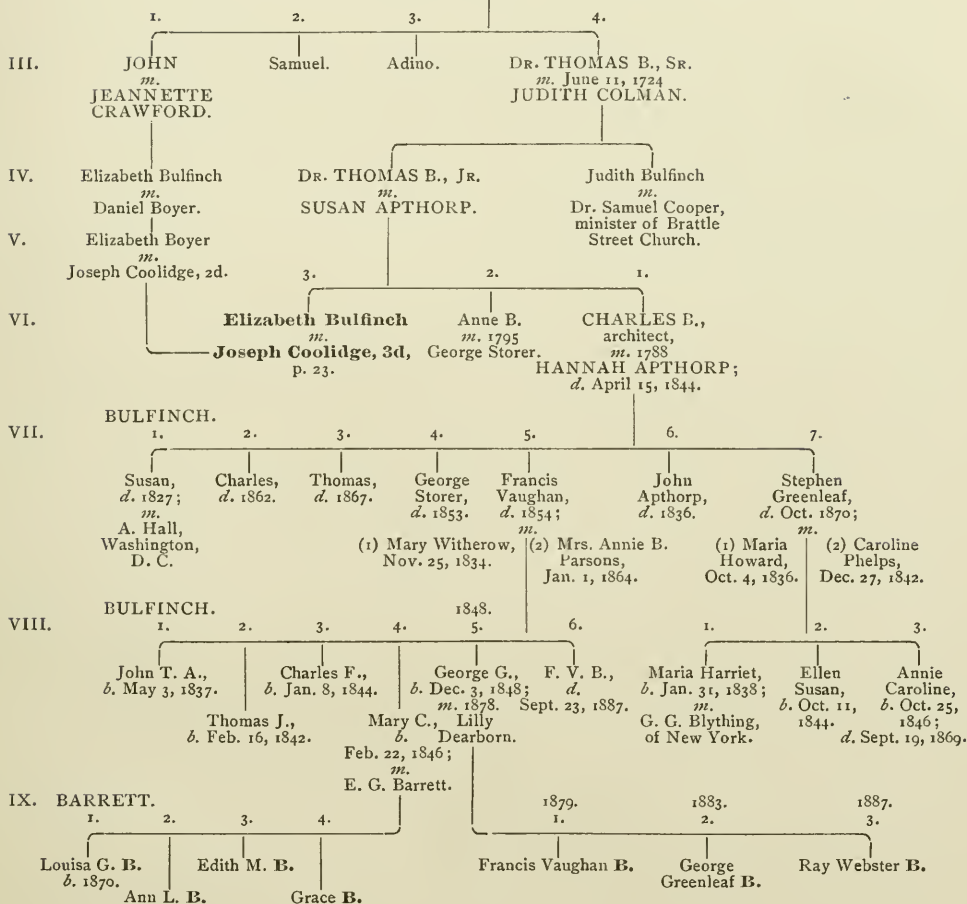 1. 2. 3. 4.
III. JOHN Samuel. Adino. DR. THOMAS B., SR.
m. m. June 11, 1724
JEANNETTE JUDITH COLMAN.
CRAWFORD.
IV. Elizabeth Bulfinch DR. THOMAS B., JR. Judith Bulfinch
m. m. m.
Daniel Boyer. SUSAN APTHORP. Dr. Samuel Cooper,
minister of Brattle
V. Elizabeth Boyer Street Church.
m.
Joseph Coolidge, 2d. 3. 2. 1.
VI. Elizabeth Bulfinch Anne B. CHARLES B.,
m. m. 1795 architect,
Joseph Coolidge, 3d, George Storer. m. 1788
p. 23. HANNAH APTHORP;
d. April 15, 1844.
BULFINCH.
VII. 1. 2. 3. 4. 5. 6. 7.
Susan, Charles, Thomas, George Francis John Stephen
d. 1827; d. 1862. d. 1867. Storer, Vaughan, Apthorp, Greenleaf,
m. d. 1853. d. 1854; d. 1836. d. Oct. 1870;
A. Hall, m. m.
Washington, (1) Mary Witherow, (2) Mrs. Annie B. (1) Maria (2) Caroline
D. C. Nov. 25, 1834. Parsons, Howard, Phelps,
Jan. 1, 1864. Oct. 4, 1836. Dec. 27, 1842.
BULFINCH. 1848.
VIII. 1. 2. 3. 4. 5. 6. 1. 2. 3.
John T. A., Charles F., George G., F. V. B., Maria Harriet, Ellen Annie
b. May 3, 1837. b. Jan. 8, 1844. b. Dec. 3, 1848; d. b. Jan. 31, 1838; Susan, Caroline,
m. 1878. Sept. 23, 1887. m. b. Oct. 11, b. Oct. 25,
Thomas J., Mary C., Lilly G. G. Blything, 1844. 1846;
b. Feb. 16, 1842. b. Dearborn. of New York. d. Sept. 19, 1869.
Feb. 22, 1846;
m.
E. G. Barrett.
IX. BARRETT. 1879. 1883. 1887.
1. 2. 3. 4. 1. 2. 3.
Louisa G. B. Edith M. B. Francis Vaughan B. George Ray Webster B.
b. 1870. Greenleaf B.
Ann L. B. Grace B.